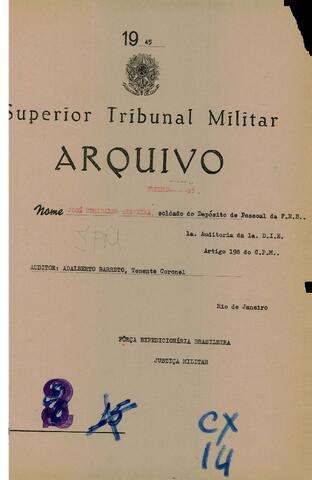 19 45
Superior Tribunal Militar
ARQUIVO
Nome JOSÉ soldado do Depósito de Pessoal da F.E.B..
1a. Auditoria da 1a. D.I.E.
Artigo 198 do C.P.M..
AUDITOR: ADALBERTO BARRETO, Tenente Coronel
Rio de Janeiro
FÔRÇA EXPEDICIONÁRIA BRASILEIRA
JUSTIÇA MILITAR
CX
14